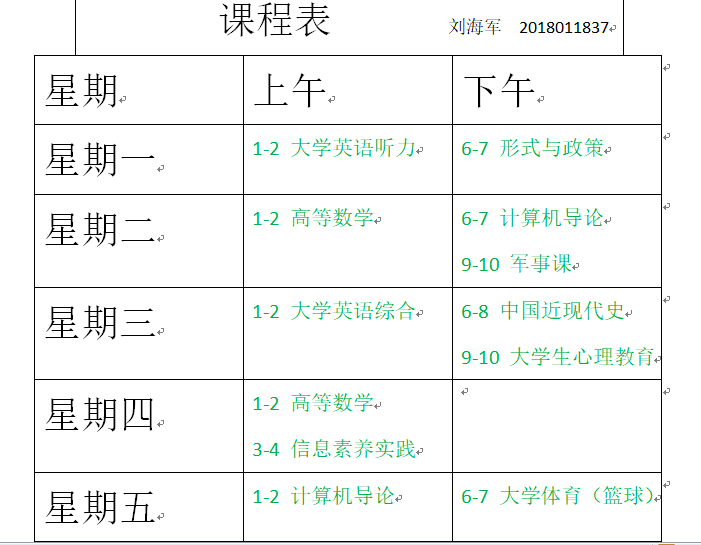 课程表 刘海军 2018011837
星期 上午 下午
星期一 1-2 大学英语听力 6-7 形式与政策
星期二 1-2 高等数学 6-7 计算机导论
9-10 军事课
星期三 1-2 大学英语综合 6-8 中国近现代史
9-10 大学生心理教育
星期四 1-2 高等数学
3-4 信息素养实践
星期五 1-2 计算机导论 6-7 大学体育（篮球）